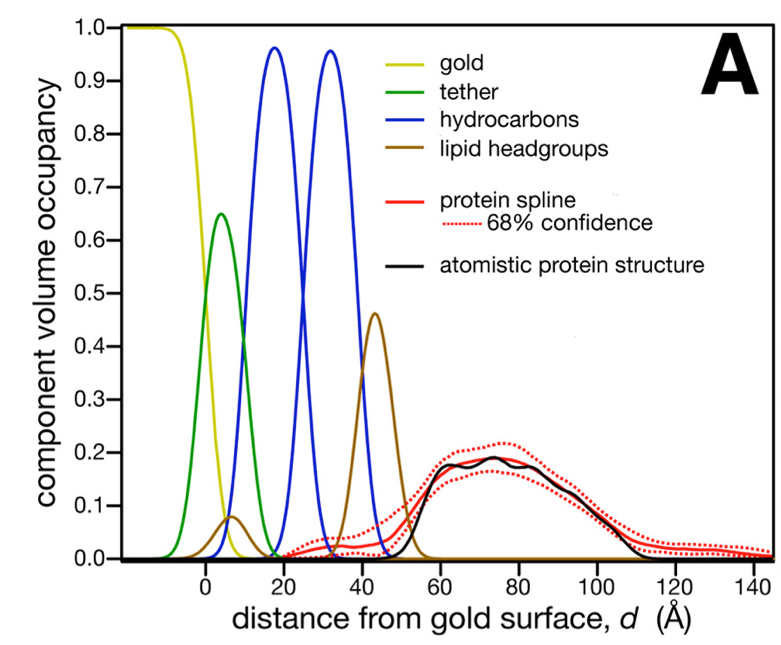 A
gold
tether
hydrocarbons
lipid headgroups
protein spline
68% confidence
atomistic protein structure
component volume occupancy
1.0
0.9
0.8
0.7
0.6
0.5
0.4
0.3
0.2
0.1
0.0
0 20 40 60 80 100 120 140
distance from gold surface, d (Å)